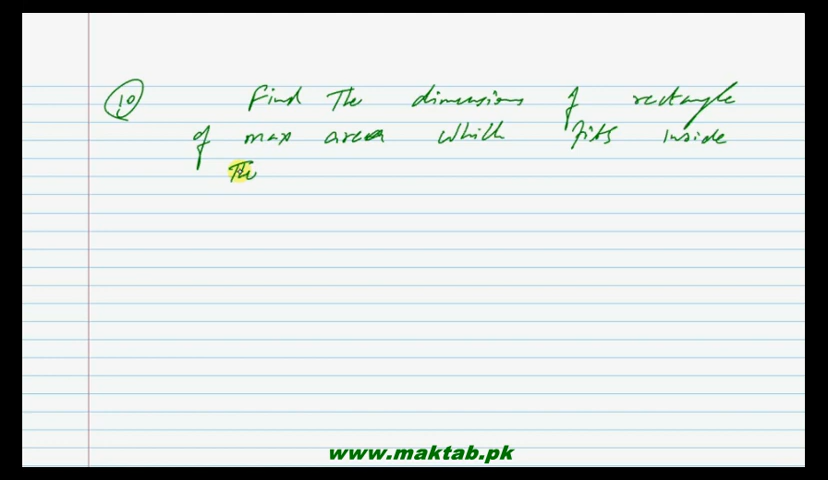 10 Find The dimensions of rectangle
of max area which fits inside
The
www.maktab.pk